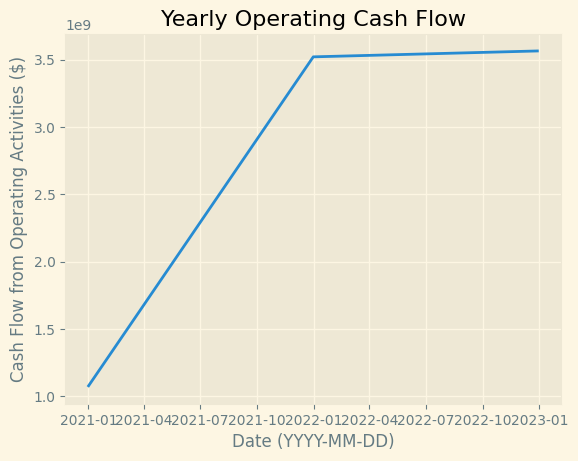 Yearly Operating Cash Flow
1e9
Cash Flow from Operating Activities ($)
3.5
3.0
2.5
2.0
1.5
1.0
2021-01 2021-04 2021-07 2021-10 2022-01 2022-04 2022-07 2022-10 2023-01
Date (YYYY-MM-DD)